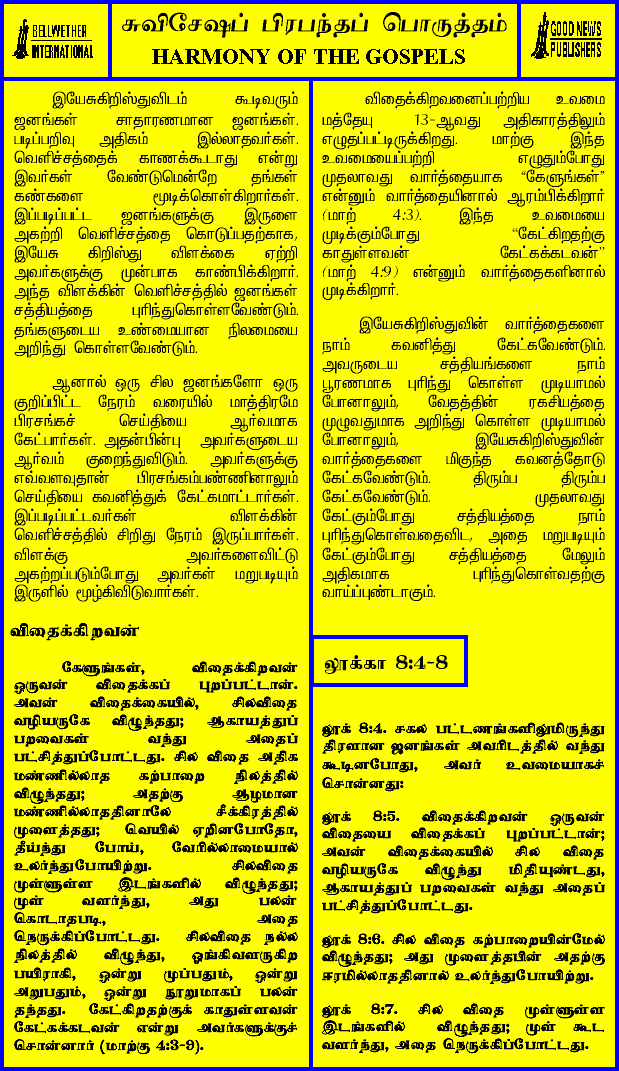 BELLWETHER
INTERNATIONAL
சுவிசேஷப் பிரபந்தப் பொருத்தம்
HARMONY OF THE GOSPELS
GOOD NEWS
PUBLISHERS
இயேசுகிறிஸ்துவிடம் கூடிவரும்
ஜனங்கள் சாதாரணமான ஜனங்கள்.
படிப்பறிவு அதிகம் இல்லாதவர்கள்.
வெளிச்சத்தைக் காணக்கூடாது என்று
இவர்கள் வேண்டுமென்றே தங்கள்
கண்களை மூடிக்கொள்கிறார்கள்.
இப்படிப்பட்ட ஜனங்களுக்கு இருளை
அகற்றி வெளிச்சத்தை கொடுப்பதற்காக,
இயேசு கிறிஸ்து விளக்கை ஏற்றி
அவர்களுக்கு முன்பாக காண்பிக்கிறார்.
அந்த விளக்கின் வெளிச்சத்தில் ஜனங்கள்
சத்தியத்தை புரிந்துகொள்ளவேண்டும்.
தங்களுடைய உண்மையான நிலமையை
அறிந்து கொள்ளவேண்டும்.
ஆனால் ஒரு சில ஜனங்களோ ஒரு
குறிப்பிட்ட நேரம் வரையில் மாத்திரமே
பிரசங்கச் செய்தியை ஆர்வமாக
கேட்பார்கள். அதன்பின்பு அவர்களுடைய
ஆர்வம் குறைந்துவிடும். அவர்களுக்கு
எவ்வளவுதான் பிரசங்கம்பண்ணினாலும்
செய்தியை கவனித்துக் கேட்கமாட்டார்கள்.
இப்படிப்பட்டவர்கள் விளக்கின்
வெளிச்சத்தில் சிறிது நேரம் இருப்பார்கள்.
விளக்கு அவர்களைவிட்டு
அகற்றப்படும்போது அவர்கள் மறுபடியும்
இருளில் மூழ்கிவிடுவார்கள்.
விதைக்கிறவன்
கேளுங்கள், விதைக்கிறவன்
ஒருவன் விதைக்கப் புறப்பட்டான்.
அவன் விதைக்கையில், சிலவிதை
வழியருகே விழுந்தது; ஆகாயத்துப்
பறவைகள் வந்து அதைப்
பட்சித்துப்போட்டது. சில விதை அதிக
மண்ணில்லாத கற்பாறை நிலத்தில்
விழுந்தது; அதற்கு ஆழமான
மண்ணில்லாததினாலே சீக்கிரத்தில்
முளைத்தது; வெயில் ஏறினபோதோ,
தீய்ந்து போய், வேரில்லாமையால்
உலர்ந்துபோயிற்று. சிலவிதை
முள்ளுள்ள இடங்களில் விழுந்தது;
முள் வளர்ந்து, அது பலன்
கொடாதபடி, அதை
நெருக்கிப்போட்டது. சிலவிதை நல்ல
நிலத்தில் விழுந்து, ஓங்கிவளருகிற
பயிராகி, ஒன்று முப்பதும், ஒன்று
அறுபதும், ஒன்று நூறுமாகப் பலன்
தந்தது. கேட்கிறதற்குக் காதுள்ளவன்
கேட்கக்கடவன் என்று அவர்களுக்குச்
சொன்னார் (மாற்கு 4:3-9).
விதைக்கிறவனைப்பற்றிய உவமை
மத்தேயு 13-ஆவது அதிகாரத்திலும்
எழுதப்பட்டிருக்கிறது. மாற்கு இந்த
உவமையைப்பற்றி எழுதும்போது
முதலாவது வார்த்தையாக “கேளுங்கள்”
என்னும் வார்த்தையினால் ஆரம்பிக்கிறார்
(மாற் 4:3). இந்த உவமையை
முடிக்கும்போது “கேட்கிறதற்கு
காதுள்ளவன் கேட்கக்கடவன்”
(மாற் 4:9) என்னும் வார்த்தைகளினால்
முடிக்கிறார்.
இயேசுகிறிஸ்துவின் வார்த்தைகளை
நாம் கவனித்து கேட்கவேண்டும்.
அவருடைய சத்தியங்களை நாம்
பூரணமாக புரிந்து கொள்ள முடியாமல்
போனாலும், வேதத்தின் ரகசியத்தை
முழுவதுமாக அறிந்து கொள்ள முடியாமல்
போனாலும், இயேசுகிறிஸ்துவின்
வார்த்தைகளை மிகுந்த கவனத்தோடு
கேட்கவேண்டும். திரும்ப திரும்ப
கேட்கவேண்டும். முதலாவது
கேட்கும்போது சத்தியத்தை நாம்
புரிந்துகொள்வதைவிட, அதை மறுபடியும்
கேட்கும்போது சத்தியத்தை மேலும்
அதிகமாக புரிந்துகொள்வதற்கு
வாய்ப்புண்டாகும்.
லூக்கா 8:4-8
லூக் 8:4. சகல பட்டணங்களிலுமிருந்து
திரளான ஜனங்கள் அவரிடத்தில் வந்து
கூடினபோது, அவர் உவமையாகச்
சொன்னது:
லூக் 8:5. விதைக்கிறவன் ஒருவன்
விதையை விதைக்கப் புறப்பட்டான்;
அவன் விதைக்கையில் சில விதை
வழியருகே விழுந்து மிதியுண்டது,
ஆகாயத்துப் பறவைகள் வந்து அதைப்
பட்சித்துப்போட்டது.
லூக் 8:6. சில விதை கற்பாறையின்மேல்
விழுந்தது; அது முளைத்தபின் அதற்கு
ஈரமில்லாததினால் உலர்ந்துபோயிற்று.
லூக் 8:7. சில விதை முள்ளுள்ள
இடங்களில் விழுந்தது; முள் கூட
வளர்ந்து, அதை நெருக்கிப்போட்டது.